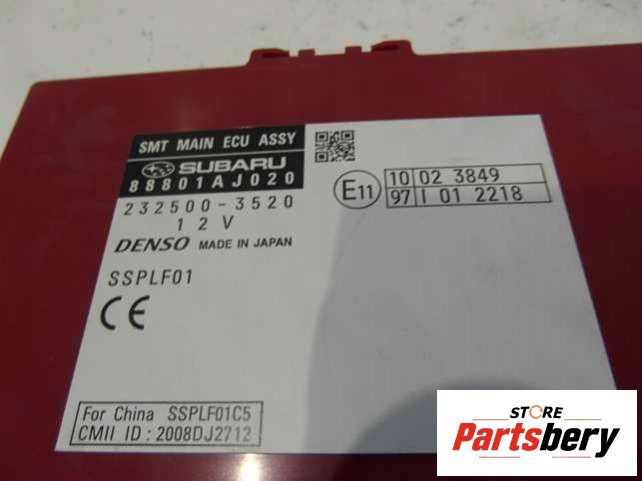 SMT MAIN ECU ASSY
SUBARU
88801AJ020
232500-3520
12V
DENSO MADE IN JAPAN
SSPLF01
CE
E11
10 02 3849
97 I 01 2218
For China SSPLF01C5
CMII ID : 2008DJ2712
STORE
Partsbery